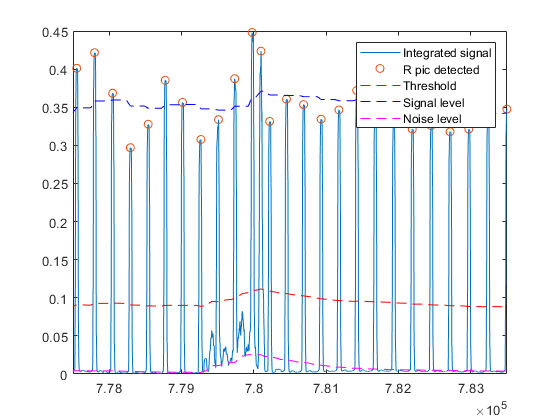 0.45
0.4
0.35
0.3
0.25
0.2
0.15
0.1
0.05
0
Integrated signal
R pic detected
Threshold
Signal level
Noise level
7.78 7.79 7.8 7.81 7.82 7.83
×10^5